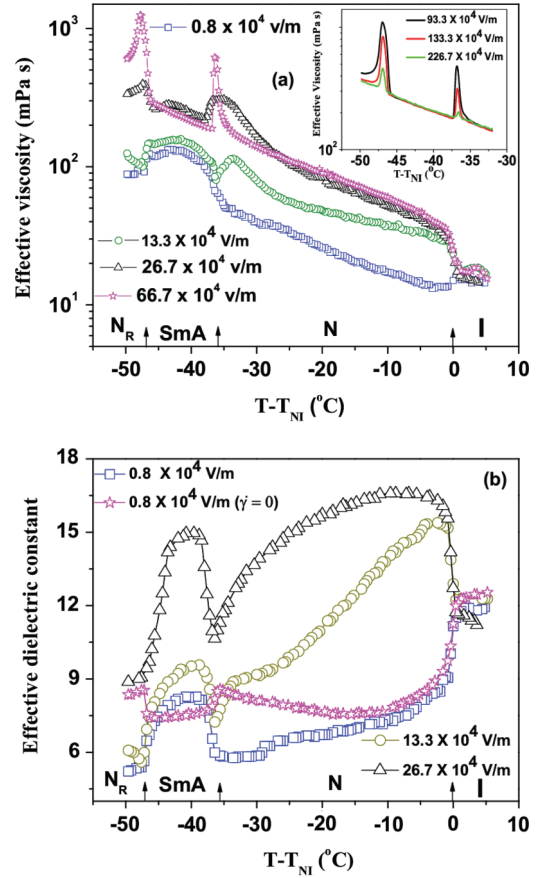 0.8 x 10⁴ v/m
(a)
93.3 X 10⁴ V/m
133.3 X 10⁴ V/m
226.7 X 10⁴ V/m
Effective Viscosity (mPa s)
10²
-50 -45 -40 -35 -30
T-T_NI (°C)
Effective viscosity (mPa s)
10³
10²
10¹
13.3 X 10⁴ V/m
26.7 x 10⁴ v/m
66.7 x 10⁴ v/m
N_R SmA N I
-50 -40 -30 -20 -10 0 10
T-T_NI (°C)
(b)
0.8 X 10⁴ V/m
0.8 X 10⁴ V/m (γ̇ = 0)
Effective dielectric constant
18
15
12
9
6
13.3 X 10⁴ V/m
26.7 X 10⁴ V/m
N_R SmA N I
-50 -40 -30 -20 -10 0 10
T-T_NI (°C)